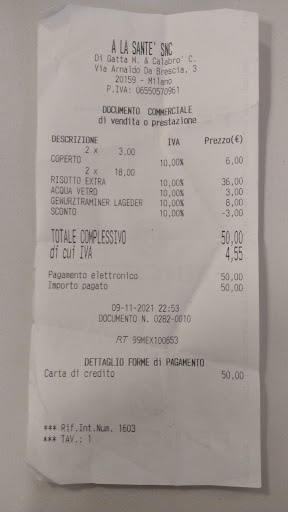 A LA SANTE' SNC
Di Gatta M. & Calabro' C.
Via Arnaldo Da Brescia, 3
20159 - Milano
P.IVA: 06550570961
DOCUMENTO COMMERCIALE
di vendita o prestazione
DESCRIZIONE IVA Prezzo(€)
2 x 3,00
COPERTO 10,00% 6,00
2 x 18,00
RISOTTO EXTRA 10,00% 36,00
ACQUA VETRO 10,00% 3,00
GEWURZTRAMINER LAGEDER 10,00% 8,00
SCONTO 10,00% -3,00
TOTALE COMPLESSIVO 50,00
di cui IVA 4,55
Pagamento elettronico 50,00
Importo pagato 50,00
09-11-2021 22:53
DOCUMENTO N. 0282-0010
RT 99MEX100653
DETTAGLIO FORME di PAGAMENTO
Carta di credito 50,00
*** Rif.Int.Num. 1603
*** TAV.: 1